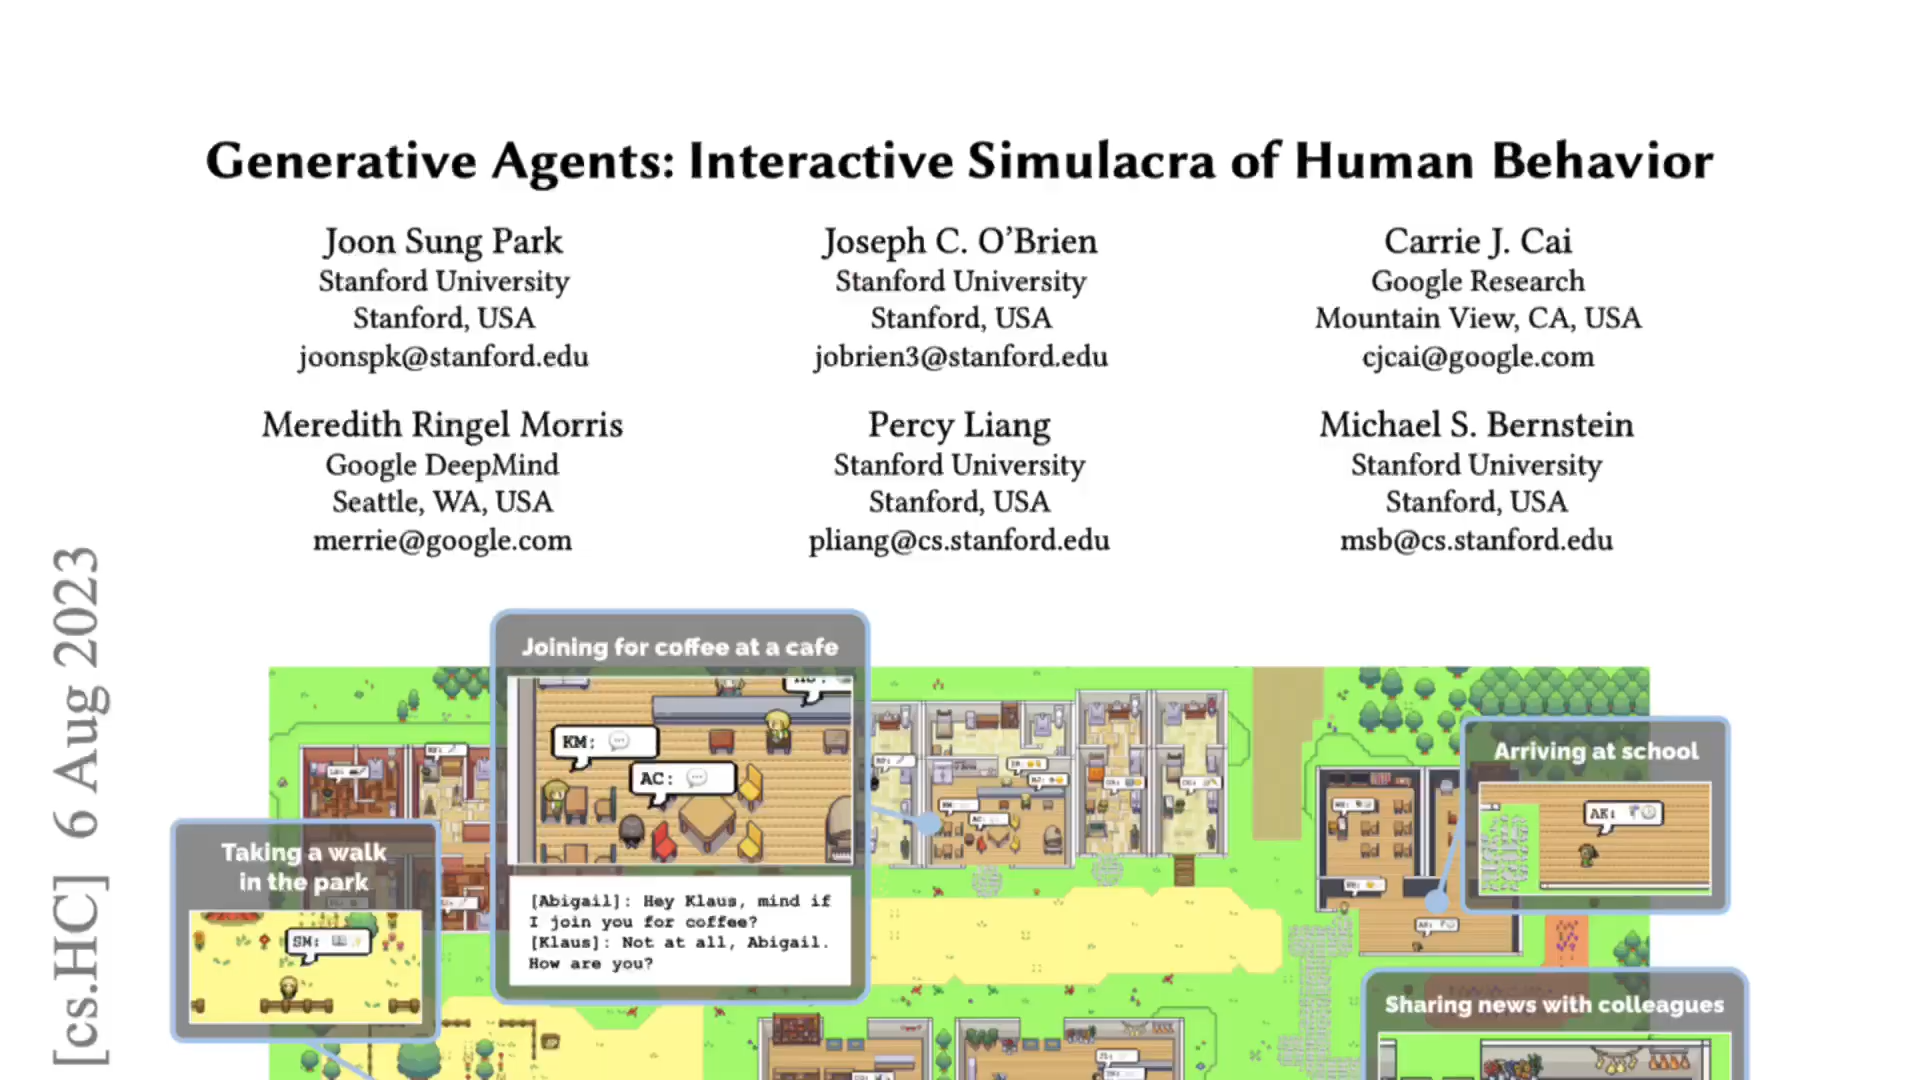 Generative Agents: Interactive Simulacra of Human Behavior
Joon Sung Park
Stanford University
Stanford, USA
joonspk@stanford.edu
Joseph C. O'Brien
Stanford University
Stanford, USA
jobrien3@stanford.edu
Carrie J. Cai
Google Research
Mountain View, CA, USA
cjcai@google.com
Meredith Ringel Morris
Google DeepMind
Seattle, WA, USA
merrie@google.com
Percy Liang
Stanford University
Stanford, USA
pliang@cs.stanford.edu
Michael S. Bernstein
Stanford University
Stanford, USA
msb@cs.stanford.edu
[cs.HC] 6 Aug 2023
Joining for coffee at a cafe
KM:
AC:
[Abigail]: Hey Klaus, mind if
I join you for coffee?
[Klaus]: Not at all, Abigail.
How are you?
Taking a walk
in the park
SM:
Arriving at school
AK:
Sharing news with colleagues